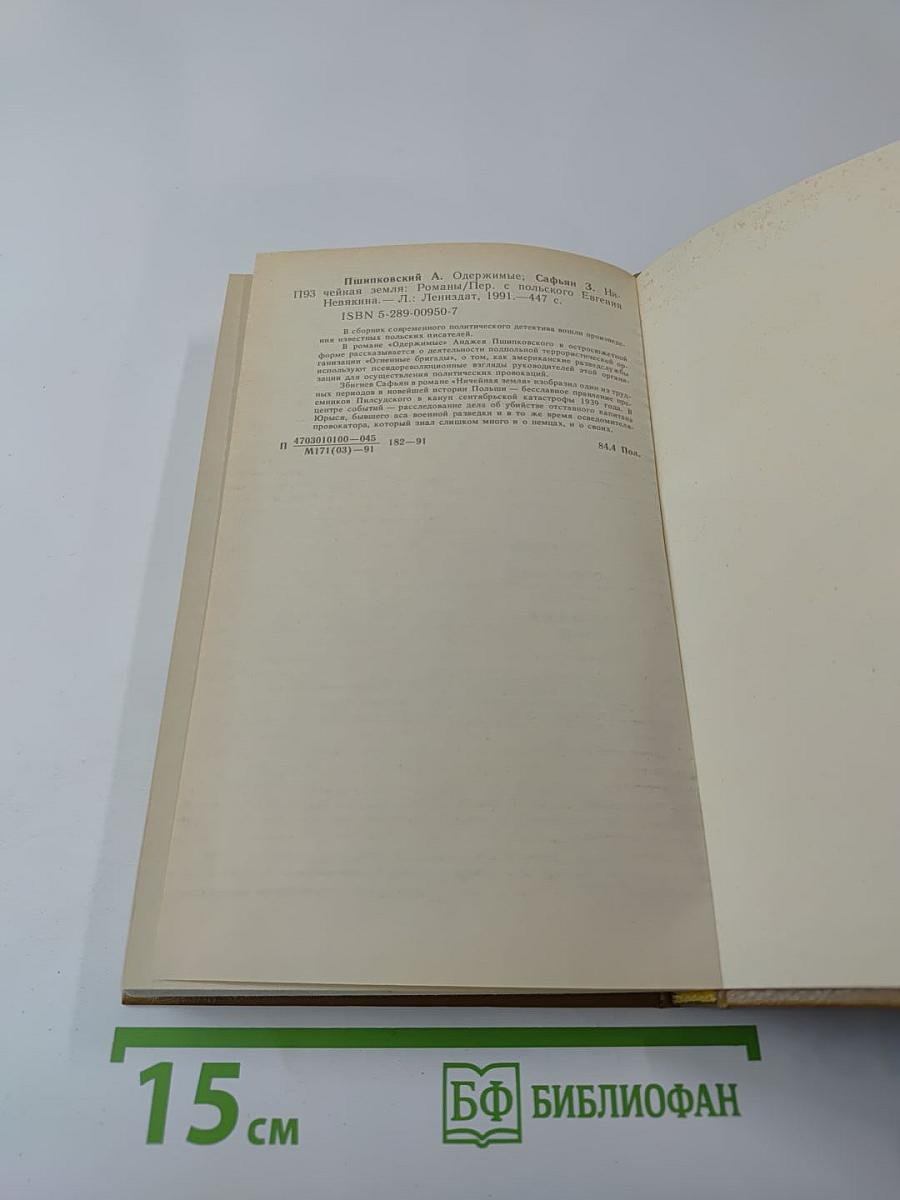 Пшипковский А. Одержимые; Сафьян З. Ни-
П93 чейная земля: Романы/Пер. с польского Евгения
Невякина.— Л.: Лениздат, 1991.—447 с.
ISBN 5-289-00950-7
В сборник современного политического детектива вошли произведе-
ния известных польских писателей.
В романе «Одержимые» Анджея Пшипковского в остросюжетной
форме рассказывается о деятельности подпольной террористической ор-
ганизации «Огненные бригады», о том, как американские разведслужбы
используют псевдореволюционные взгляды руководителей этой органи-
зации для осуществления политических провокаций.
Збигнев Сафьян в романе «Ничейная земля» изобразил один из труд-
ных периодов в новейшей истории Польши — бесславное правление пре-
емников Пилсудского в канун сентябрьской катастрофы 1939 года. В
центре событий — расследование дела об убийстве отставного капитана
Юрыся, бывшего аса военной разведки и в то же время осведомителя-
провокатора, который знал слишком много и о немцах, и о своих.
П 4703010100—045 182—91 84.4 Пол.
М171(03)—91
15 см
БФ БИБЛИОФАН